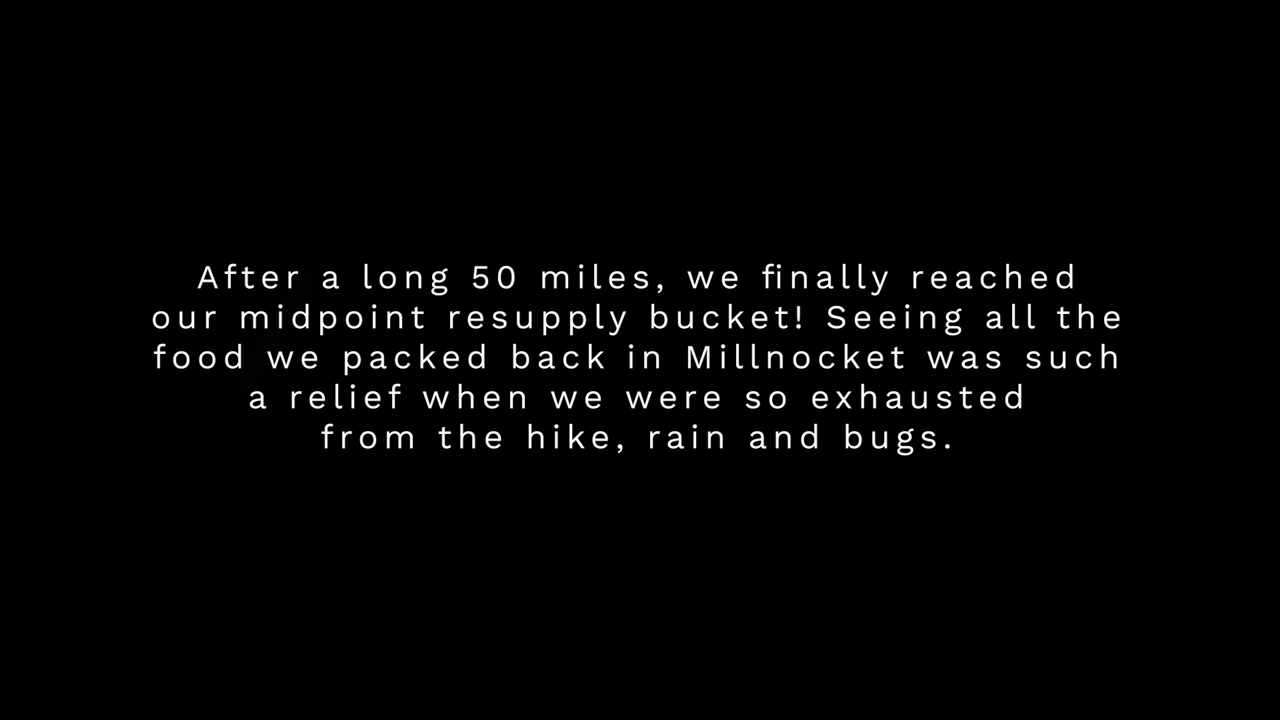 After a long 50 miles, we finally reached
our midpoint resupply bucket! Seeing all the
food we packed back in Millnocket was such
a relief when we were so exhausted
from the hike, rain and bugs.